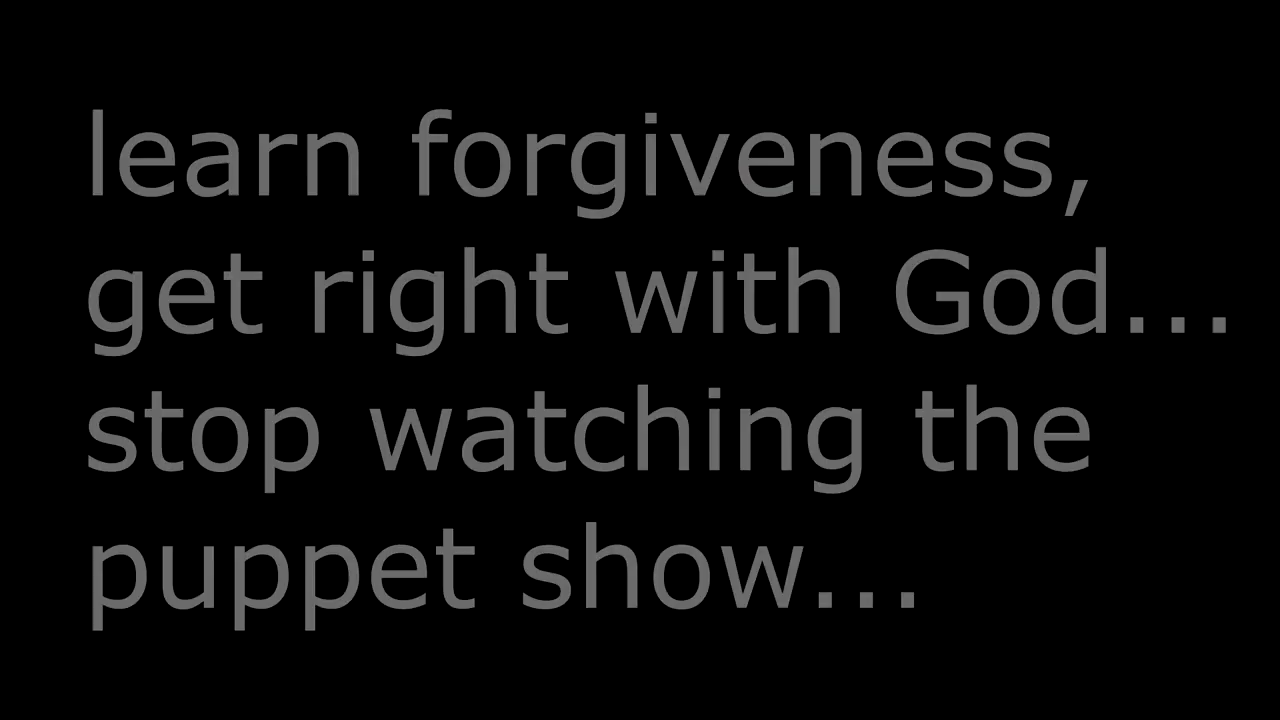 learn forgiveness,
get right with God...
stop watching the
puppet show...